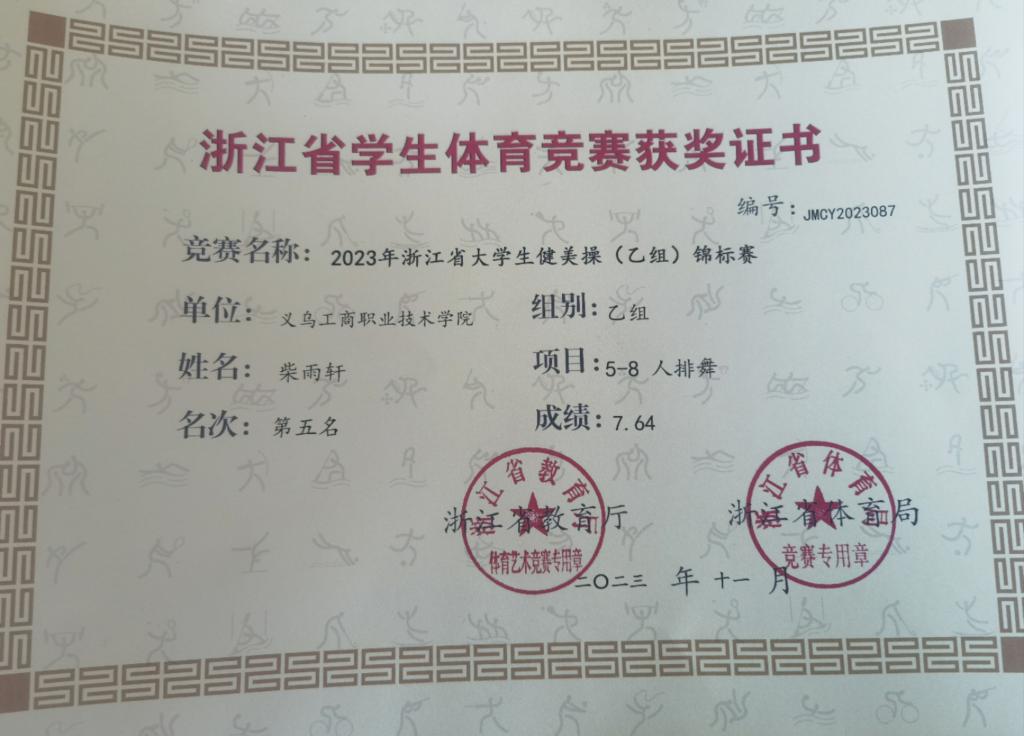 浙江省学生体育竞赛获奖证书
编号：JMCY2023087
竞赛名称：2023年浙江省大学生健美操（乙组）锦标赛
单位：义乌工商职业技术学院 组别：乙组
姓名：柴雨轩 项目：5-8 人排舞
名次：第五名 成绩：7.64
浙江省教育厅
体育艺术竞赛专用章
浙江省体育局
竞赛专用章
浙江省教育厅 浙江省体育局
二〇二三 年 十一 月